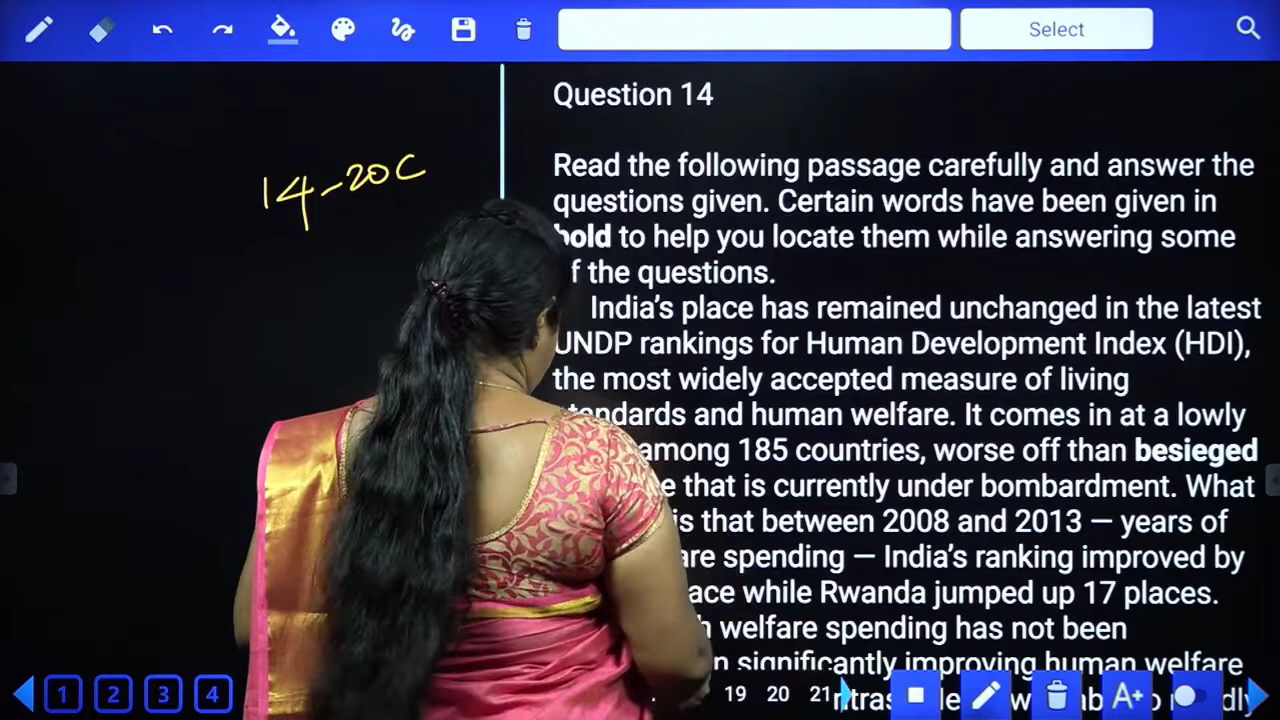 Select
Question 14
14-20C
Read the following passage carefully and answer the
questions given. Certain words have been given in
bold to help you locate them while answering some
f the questions.
India's place has remained unchanged in the latest
UNDP rankings for Human Development Index (HDI),
the most widely accepted measure of living
standards and human welfare. It comes in at a lowly
among 185 countries, worse off than besieged
that is currently under bombardment. What
is that between 2008 and 2013 — years of
spending — India's ranking improved by
while Rwanda jumped up 17 places.
welfare spending has not been
significantly improving human welfare
1 2 3 4 19 20 21 A+